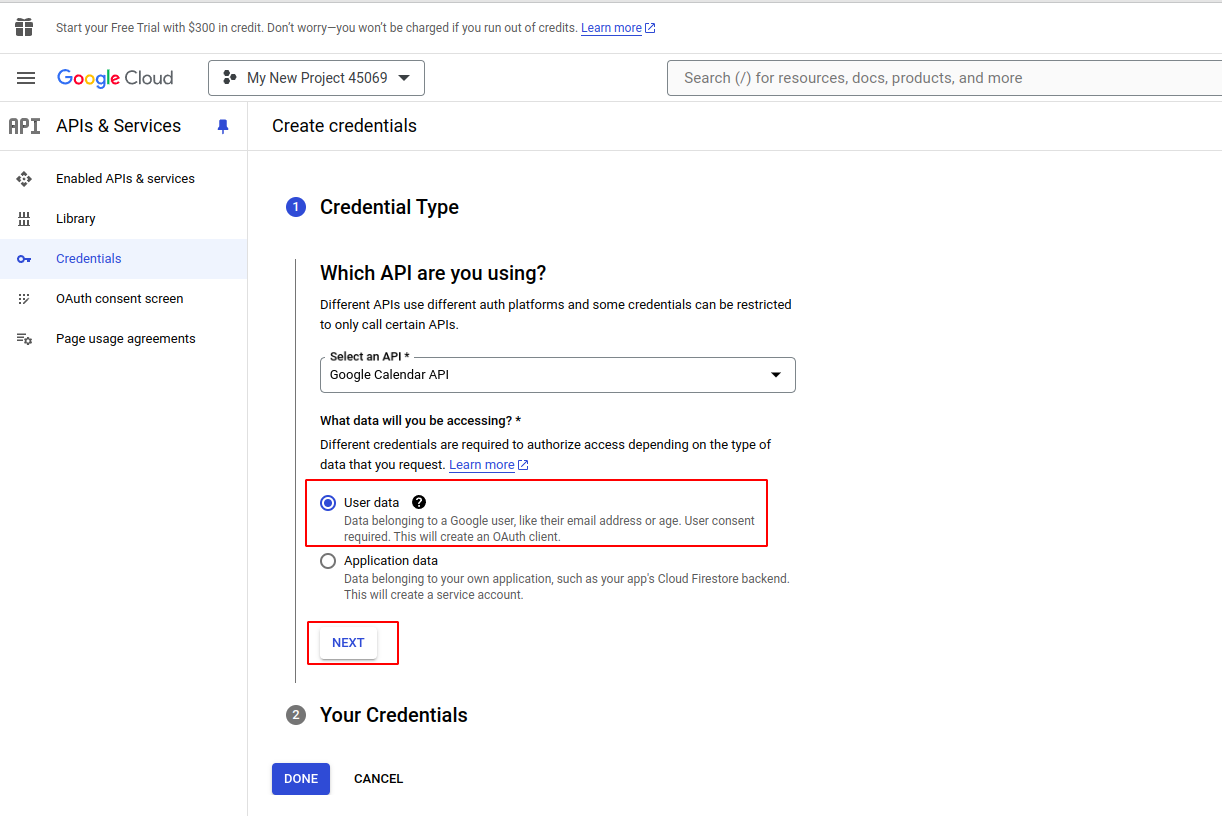 Start your Free Trial with $300 in credit. Don't worry—you won't be charged if you run out of credits. Learn more
Google Cloud
My New Project 45069
Search (/) for resources, docs, products, and more
API APIs & Services
Create credentials
Enabled APIs & services
Library
Credentials
OAuth consent screen
Page usage agreements
1 Credential Type
Which API are you using?
Different APIs use different auth platforms and some credentials can be restricted
to only call certain APIs.
Select an API *
Google Calendar API
What data will you be accessing? *
Different credentials are required to authorize access depending on the type of
data that you request. Learn more
User data ?
Data belonging to a Google user, like their email address or age. User consent
required. This will create an OAuth client.
Application data
Data belonging to your own application, such as your app's Cloud Firestore backend.
This will create a service account.
NEXT
2 Your Credentials
DONE
CANCEL